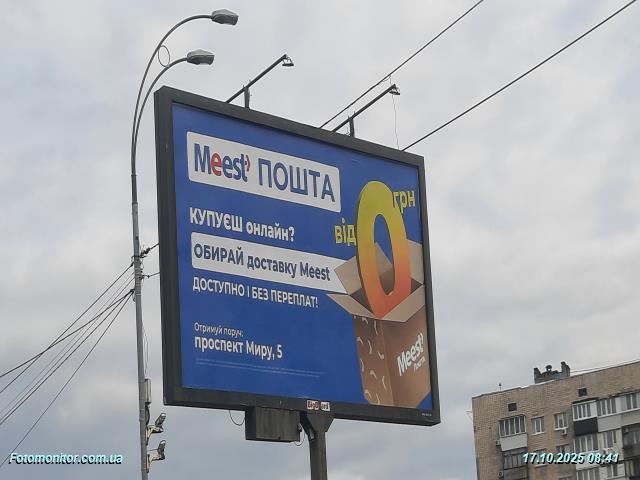 Meest ПОШТА
від 0 грн
КУПУЄШ онлайн?
ОБИРАЙ доставку Meest
ДОСТУПНО І БЕЗ ПЕРЕПЛАТ!
Отримуй поруч:
проспект Миру, 5
Meest
Fotomonitor.com.ua
17.10.2025 08:41